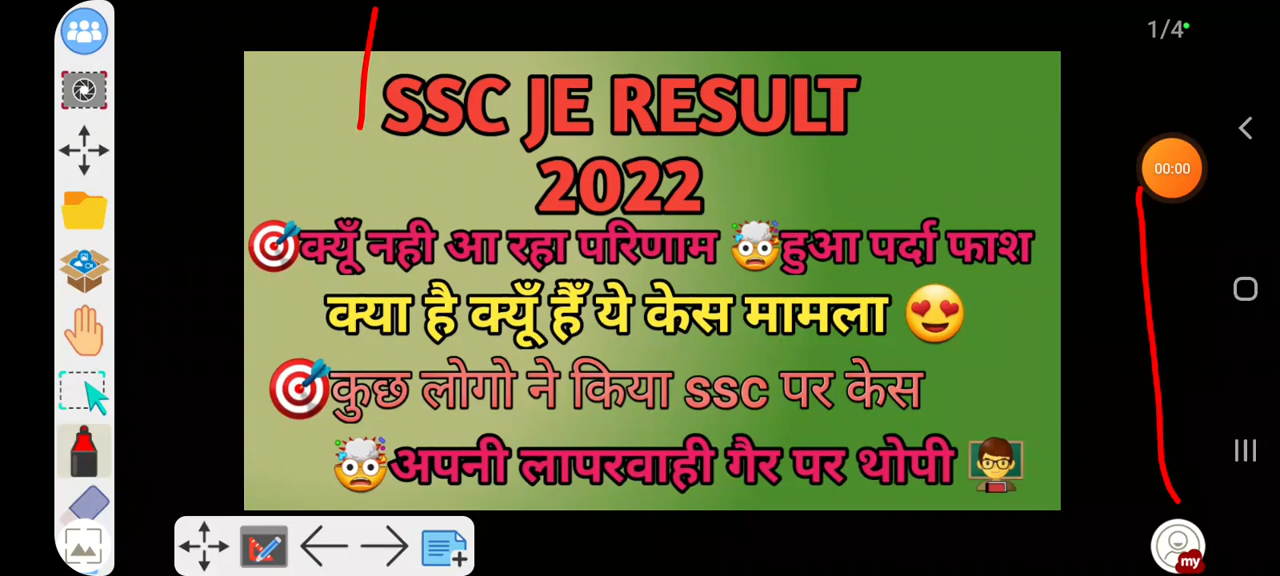 1/4
SSC JE RESULT
2022
क्यूँ नही आ रहा परिणाम हुआ पर्दा फाश
00:00
क्या है क्यूँ हैँ ये केस मामला
कुछ लोगो ने किया ssc पर केस
अपनी लापरवाही गैर पर थोपी
my